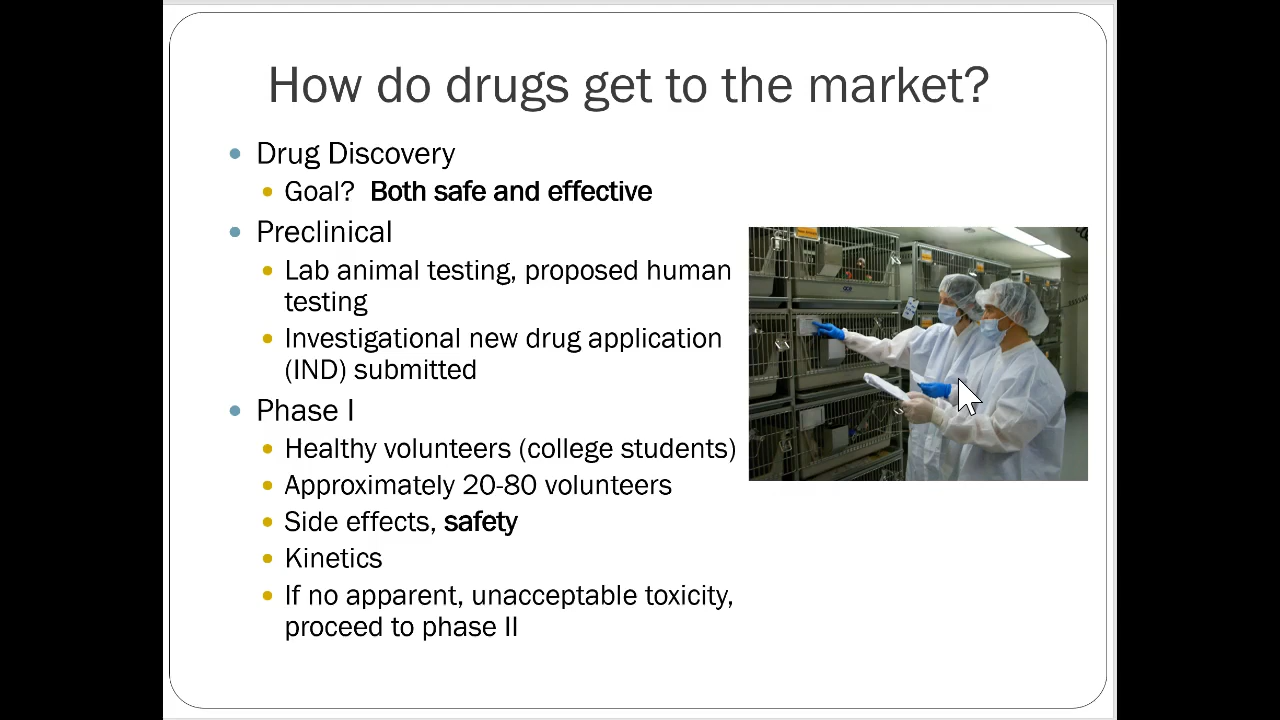 How do drugs get to the market?
Drug Discovery
Goal? Both safe and effective
Preclinical
Lab animal testing, proposed human
testing
Investigational new drug application
(IND) submitted
Phase I
Healthy volunteers (college students)
Approximately 20-80 volunteers
Side effects, safety
Kinetics
If no apparent, unacceptable toxicity,
proceed to phase II